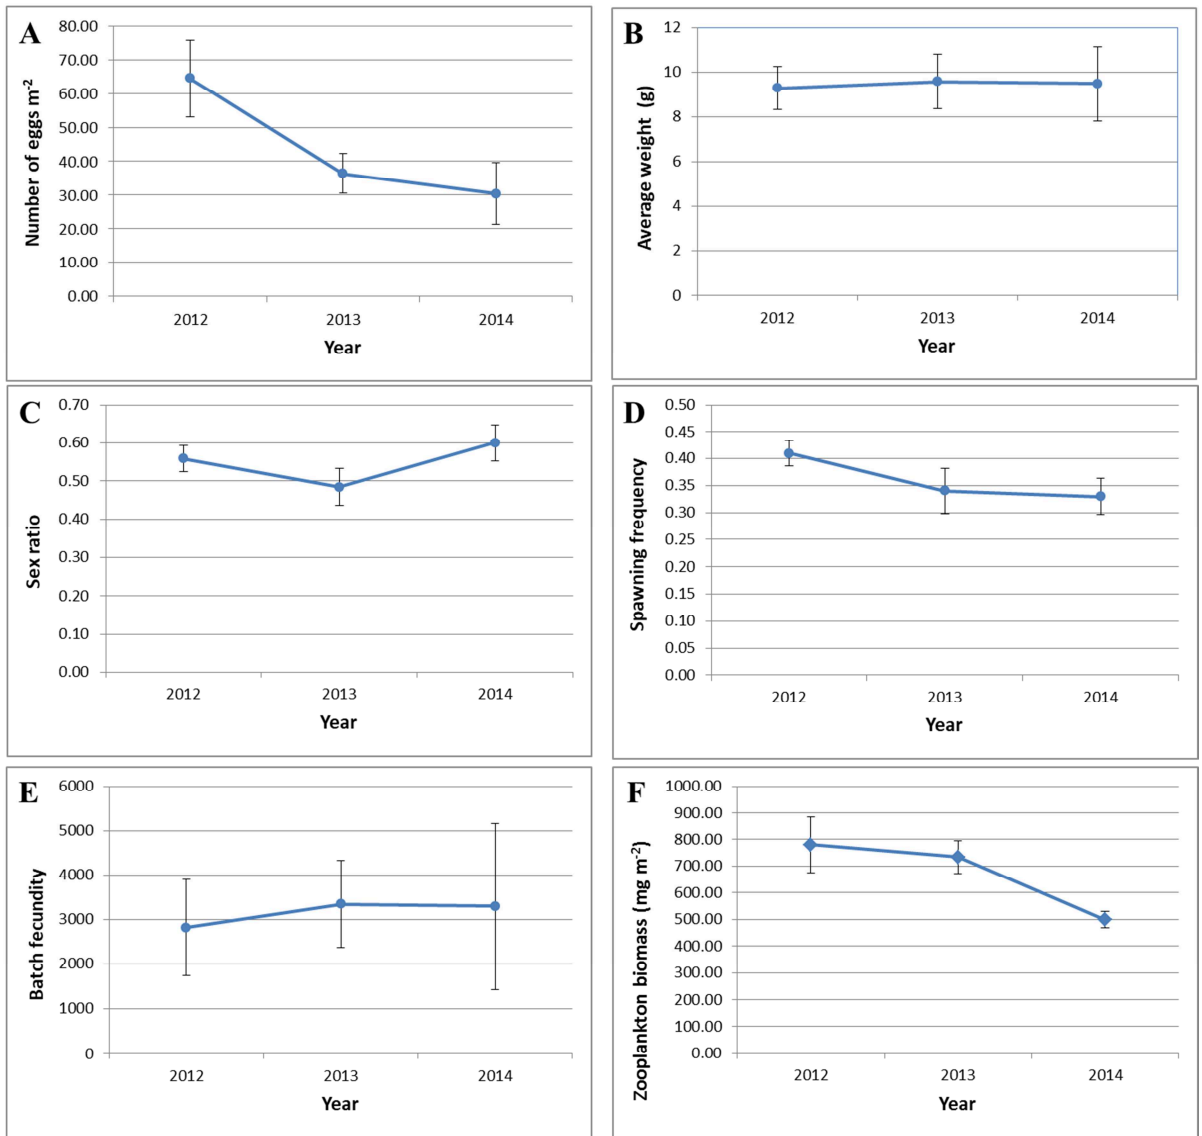 A
80.00
70.00
60.00
50.00
40.00
30.00
20.00
10.00
0.00
Number of eggs m-2
2012 2013 2014
Year
B
12
10
8
6
4
2
0
Average weight (g)
2012 2013 2014
Year
C
0.70
0.60
0.50
0.40
0.30
0.20
0.10
0.00
Sex ratio
2012 2013 2014
Year
D
0.50
0.45
0.40
0.35
0.30
0.25
0.20
0.15
0.10
0.05
0.00
Spawning frequency
2012 2013 2014
Year
E
6000
5000
4000
3000
2000
1000
0
Batch fecundity
2012 2013 2014
Year
F
1000.00
900.00
800.00
700.00
600.00
500.00
400.00
300.00
200.00
100.00
0.00
Zooplankton biomass (mg m-2)
2012 2013 2014
Year